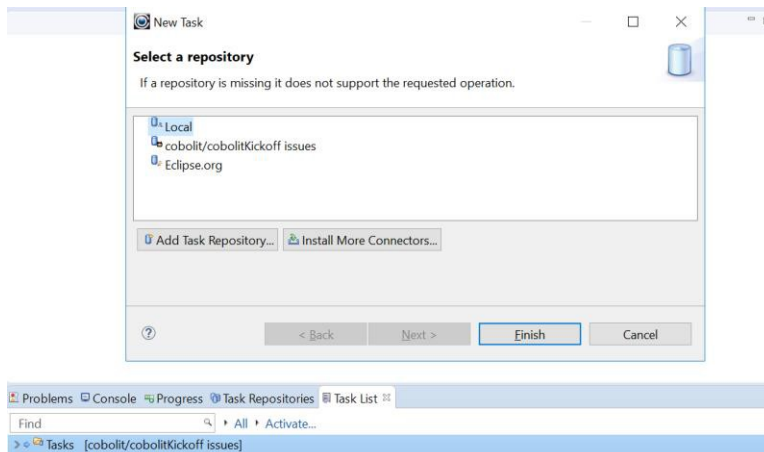 New Task
Select a repository
If a repository is missing it does not support the requested operation.
Local
cobolit/cobolitKickoff issues
Eclipse.org
Add Task Repository... Install More Connectors...
< Back Next > Finish Cancel
Problems Console Progress Task Repositories Task List
Find All Activate...
Tasks [cobolit/cobolitKickoff issues]